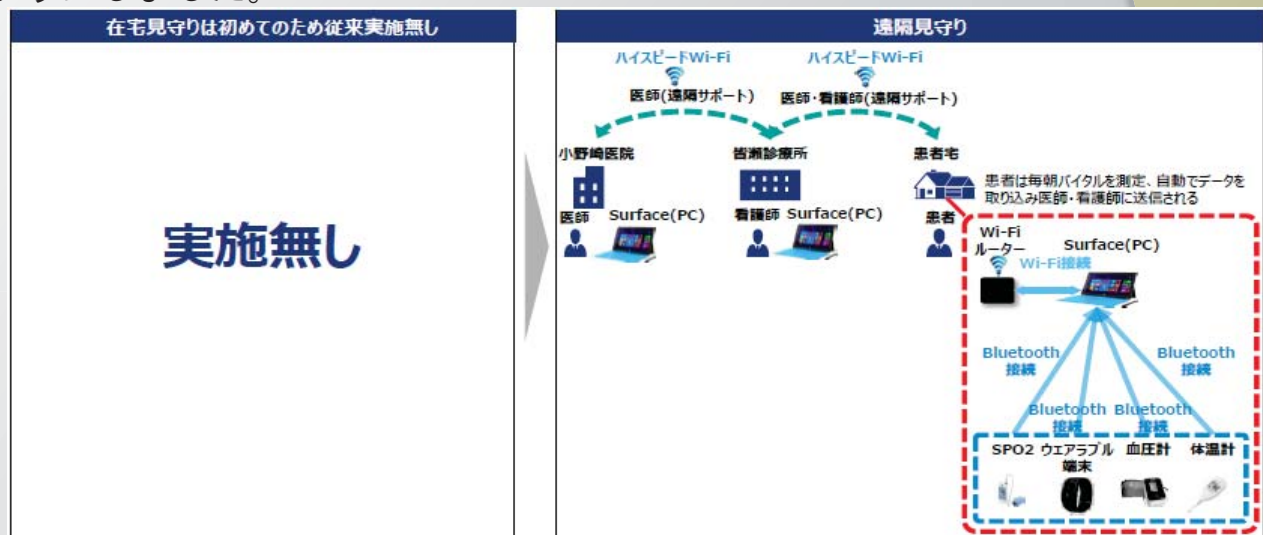 ました。
在宅見守りは初めてのため従来実施無し
実施無し
遠隔見守り
ハイスピードWi-Fi
ハイスピードWi-Fi
医師(遠隔サポート)
医師・看護師(遠隔サポート)
小野崎医院
皆瀬診療所
患者宅
患者は毎朝バイタルを測定、自動でデータを
取り込み医師・看護師に送信される
医師
Surface(PC)
看護師
Surface(PC)
患者
Wi-Fi
ルーター
Surface(PC)
Wi-Fi接続
Bluetooth
接続
Bluetooth
接続
Bluetooth
接続
Bluetooth
接続
SPO2
ウェアラブル
端末
血圧計
体温計